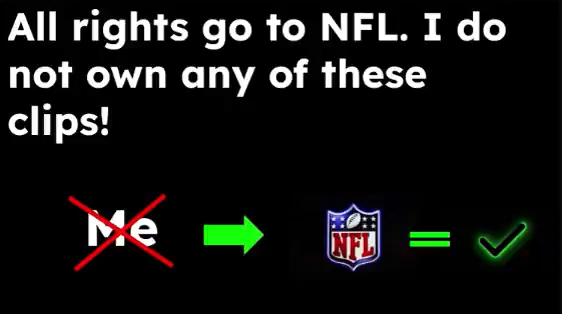 All rights go to NFL. I do
not own any of these
clips!
Me
NFL